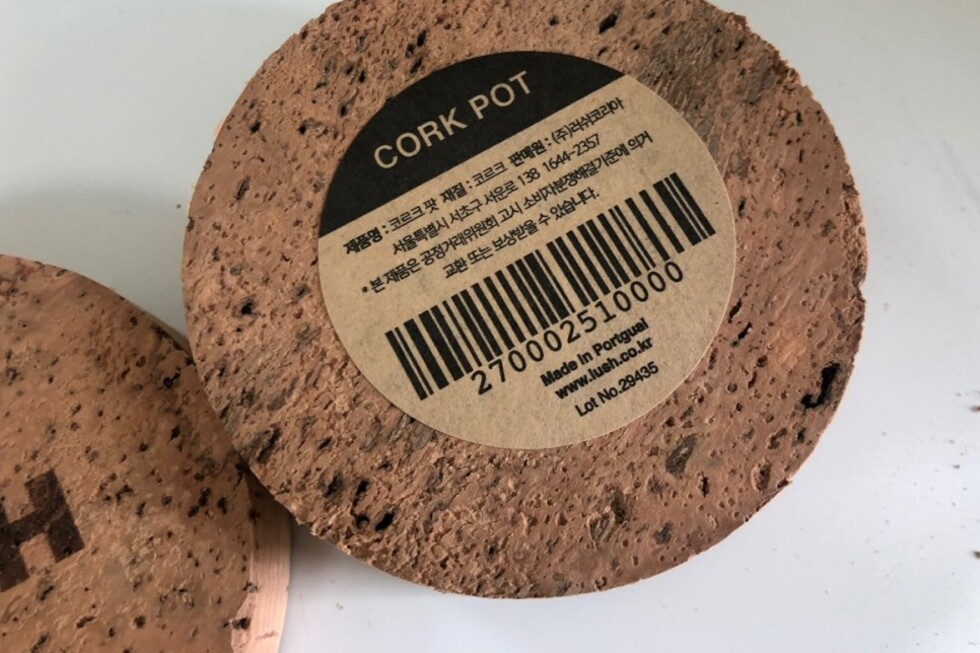 CORK POT
제품명 : 코르크 팟 재질 : 코르크 판매원 : (주)러쉬코리아
서울특별시 서초구 서운로 138 1644-2357
* 본 제품은 공정거래위원회 고시 소비자분쟁해결기준에 의거
교환 또는 보상받을 수 있습니다.
2700002510000
Made in Portgual
www.lush.co.kr
Lot No.29435
H